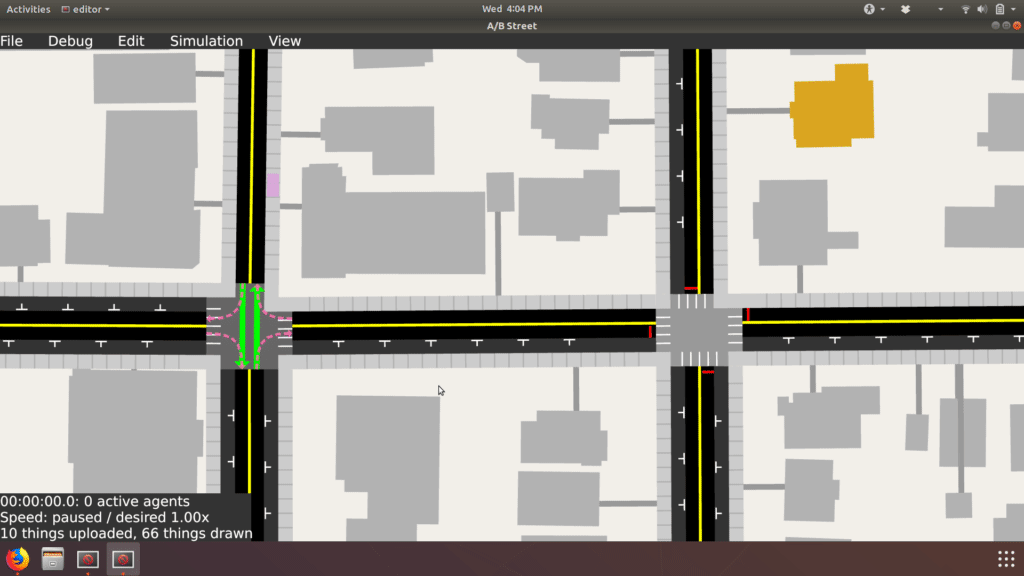 Activities editor Wed 4:04 PM
A/B Street
File Debug Edit Simulation View
00:00:00.0: 0 active agents
Speed: paused / desired 1.00x
10 things uploaded, 66 things drawn